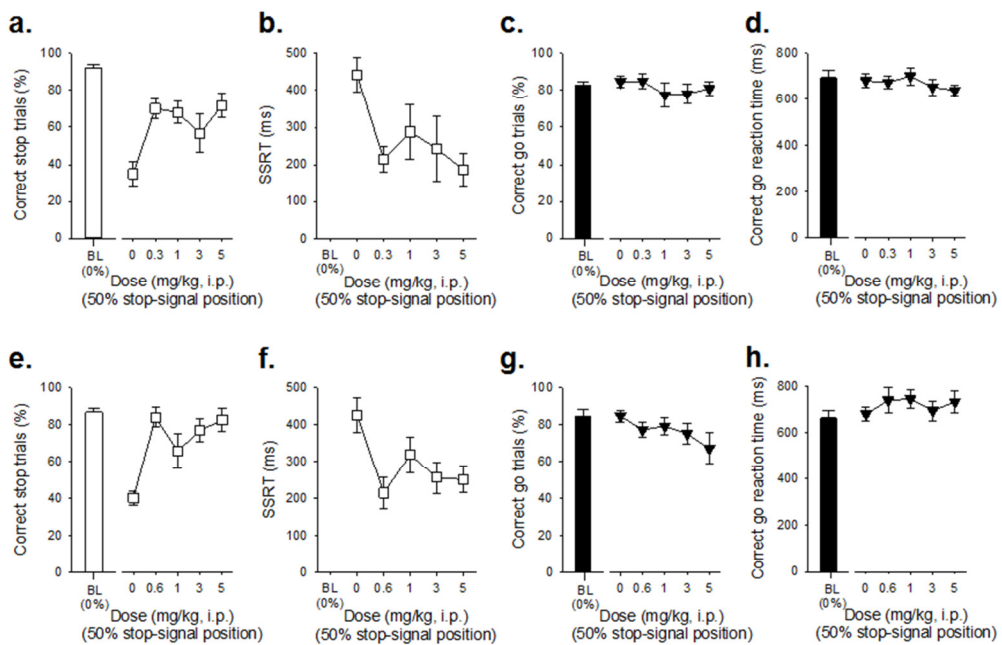 a.
Correct stop trials (%)
100
80
60
40
20
0
BL
(0%)
0 0.3 1 3 5
Dose (mg/kg, i.p.)
(50% stop-signal position)
b.
SSRT (ms)
500
400
300
200
100
0
BL
(0%)
0 0.3 1 3 5
Dose (mg/kg, i.p.)
(50% stop-signal position)
c.
Correct go trials (%)
100
80
60
40
20
0
BL
(0%)
0 0.3 1 3 5
Dose (mg/kg, i.p.)
(50% stop-signal position)
d.
Correct go reaction time (ms)
800
600
400
200
0
BL
(0%)
0 0.3 1 3 5
Dose (mg/kg, i.p.)
(50% stop-signal position)
e.
Correct stop trials (%)
100
80
60
40
20
0
BL
(0%)
0 0.6 1 3 5
Dose (mg/kg, i.p.)
(50% stop-signal position)
f.
SSRT (ms)
500
400
300
200
100
0
BL
(0%)
0 0.6 1 3 5
Dose (mg/kg, i.p.)
(50% stop-signal position)
g.
Correct go trials (%)
100
80
60
40
20
0
BL
(0%)
0 0.6 1 3 5
Dose (mg/kg, i.p.)
(50% stop-signal position)
h.
Correct go reaction time (ms)
800
600
400
200
0
BL
(0%)
0 0.6 1 3 5
Dose (mg/kg, i.p.)
(50% stop-signal position)